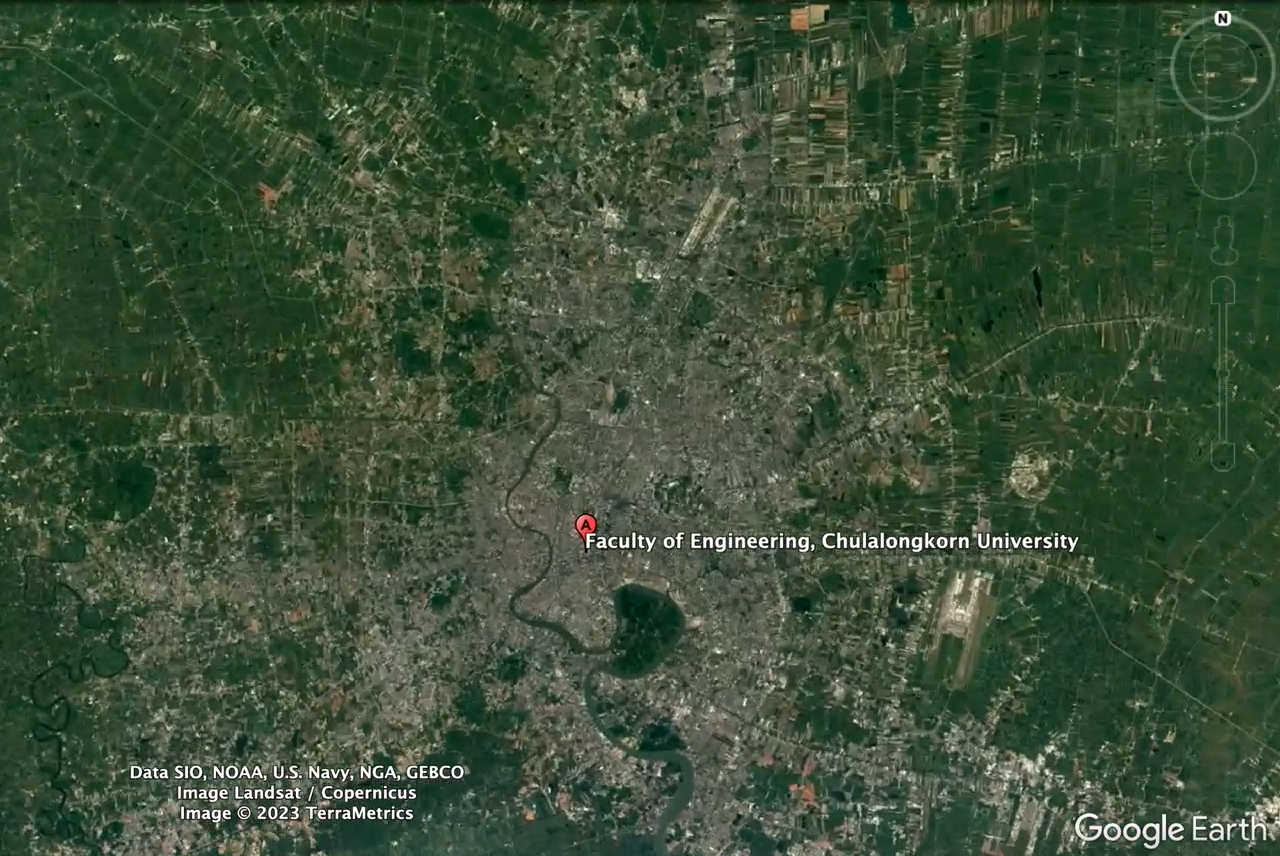 N
A
Faculty of Engineering, Chulalongkorn University
Data SIO, NOAA, U.S. Navy, NGA, GEBCO
Image Landsat / Copernicus
Image © 2023 TerraMetrics
Google Earth